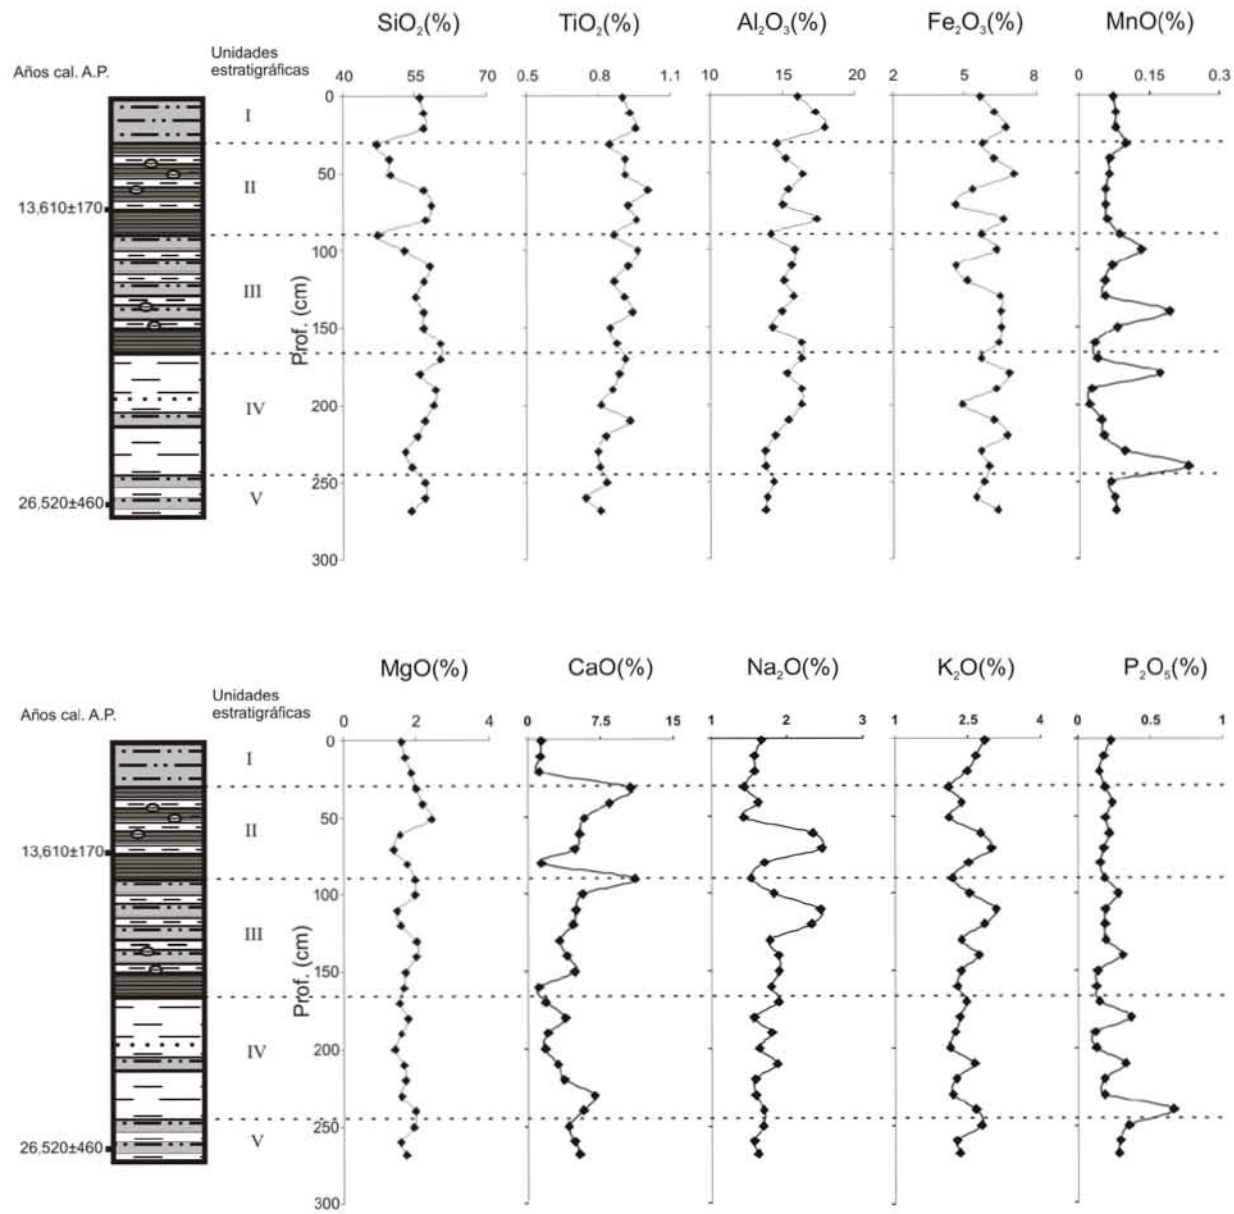 SiO₂(%) TiO₂(%) Al₂O₃(%) Fe₂O₃(%) MnO(%)
Unidades
estratigráficas
Años cal. A.P.
40 55 70 0.5 0.8 1.1 10 15 20 2 5 8 0 0.15 0.3
0
I
50
II
13,610±170
100
III
Prof. (cm)
150
200
IV
250
V
26,520±460
300
MgO(%) CaO(%) Na₂O(%) K₂O(%) P₂O₅(%)
Unidades
estratigráficas
Años cal. A.P.
0 2 4 0 7.5 15 1 2 3 1 2.5 4 0 0.5 1
0
I
50
II
13,610±170
100
III
Prof. (cm)
150
200
IV
250
V
26,520±460
300